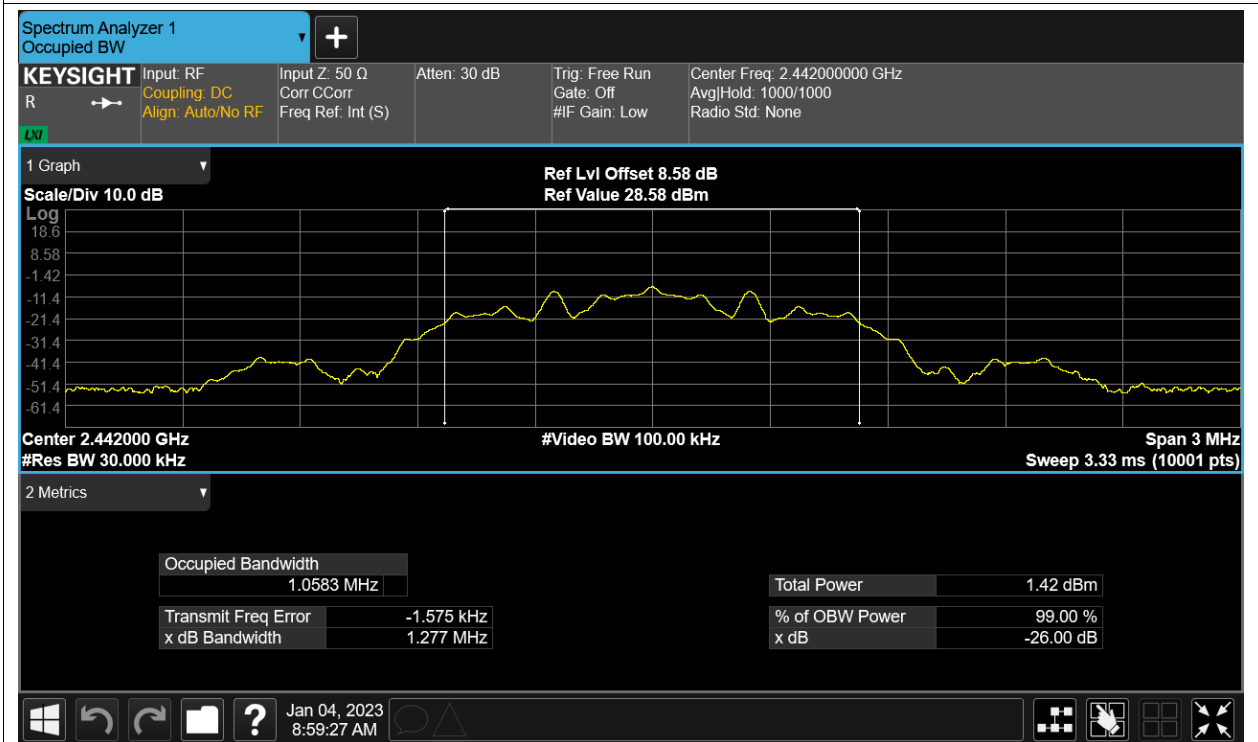 Spectrum Analyzer 1
Occupied BW
KEYSIGHT
R
LXI
Input: RF
Coupling: DC
Align: Auto/No RF
Input Z: 50 Ω
Corr CCorr
Freq Ref: Int (S)
Atten: 30 dB
Trig: Free Run
Gate: Off
#IF Gain: Low
Center Freq: 2.442000000 GHz
Avg|Hold: 1000/1000
Radio Std: None
1 Graph
Ref Lvl Offset 8.58 dB
Scale/Div 10.0 dB
Ref Value 28.58 dBm
Log
18.6
8.58
-1.42
-11.4
-21.4
-31.4
-41.4
-51.4
-61.4
Center 2.442000 GHz
#Video BW 100.00 kHz
Span 3 MHz
#Res BW 30.000 kHz
Sweep 3.33 ms (10001 pts)
2 Metrics
Occupied Bandwidth
1.0583 MHz
Total Power 1.42 dBm
Transmit Freq Error -1.575 kHz
% of OBW Power 99.00 %
x dB Bandwidth 1.277 MHz
x dB -26.00 dB
?
Jan 04, 2023
8:59:27 AM